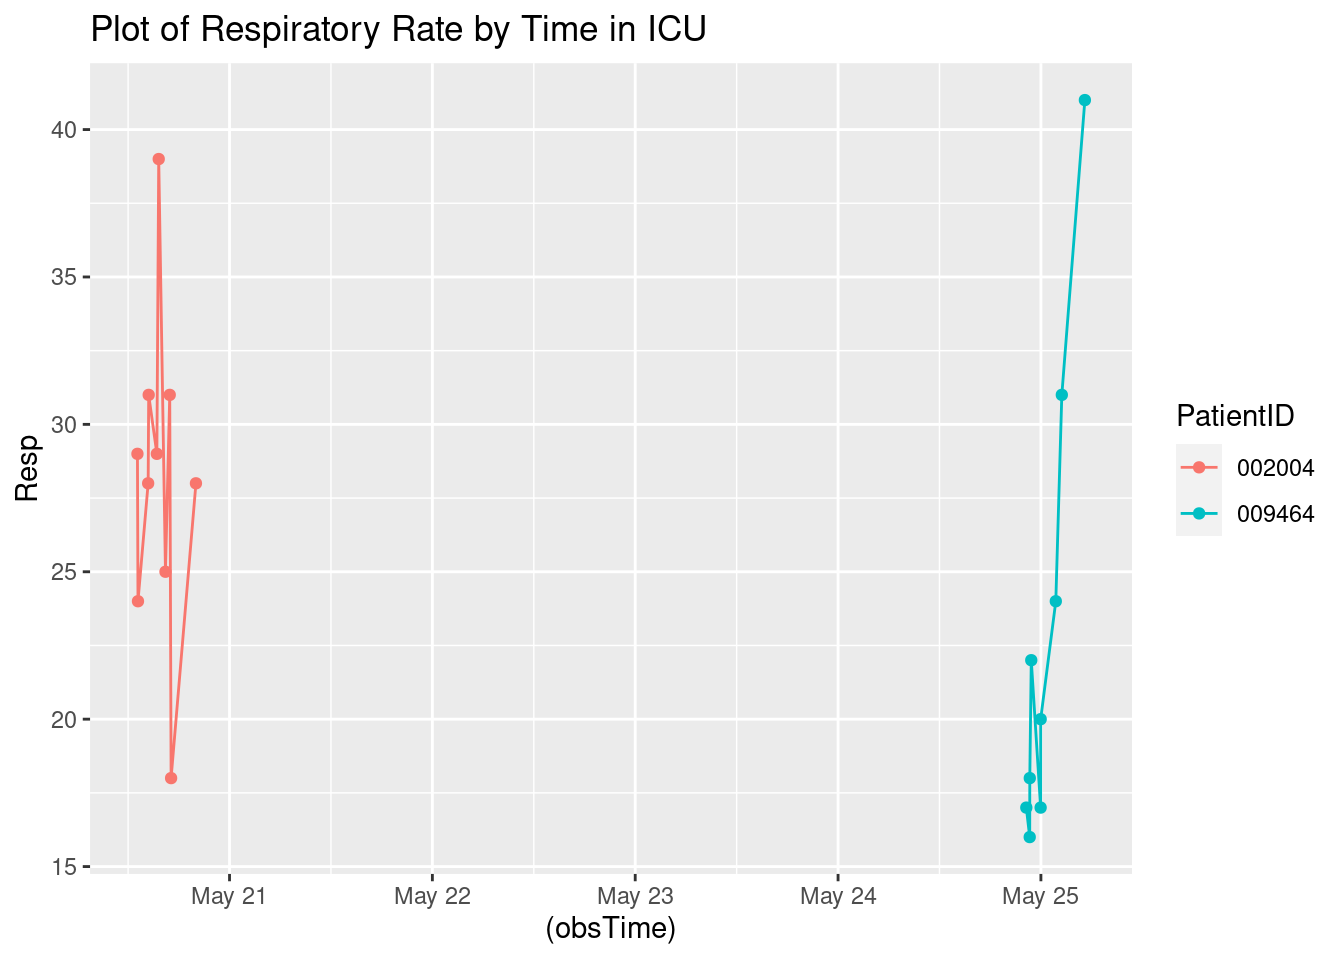 Plot of Respiratory Rate by Time in ICU
40
35
30
25
20
15
Resp
May 21
May 22
May 23
May 24
May 25
(obsTime)
PatientID
002004
009464